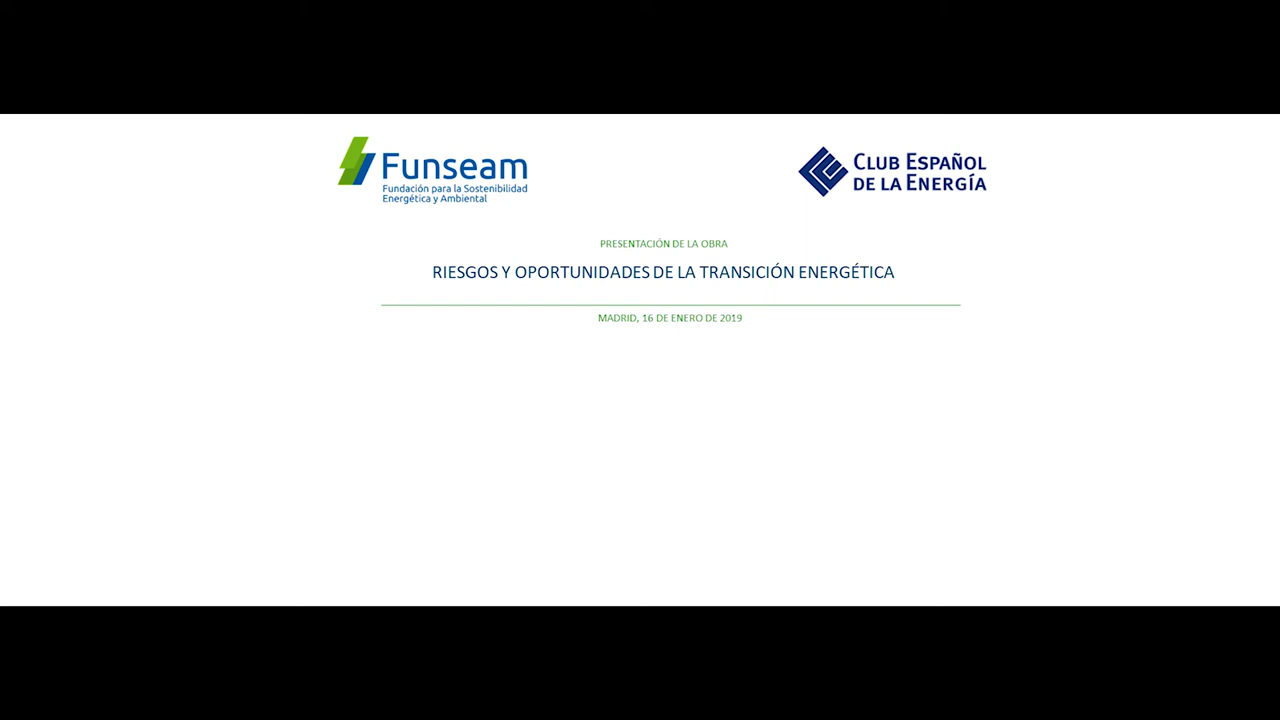 Funseam
Fundación para la Sostenibilidad
Energética y Ambiental
CLUB ESPAÑOL
DE LA ENERGÍA
PRESENTACIÓN DE LA OBRA
RIESGOS Y OPORTUNIDADES DE LA TRANSICIÓN ENERGÉTICA
MADRID, 16 DE ENERO DE 2019